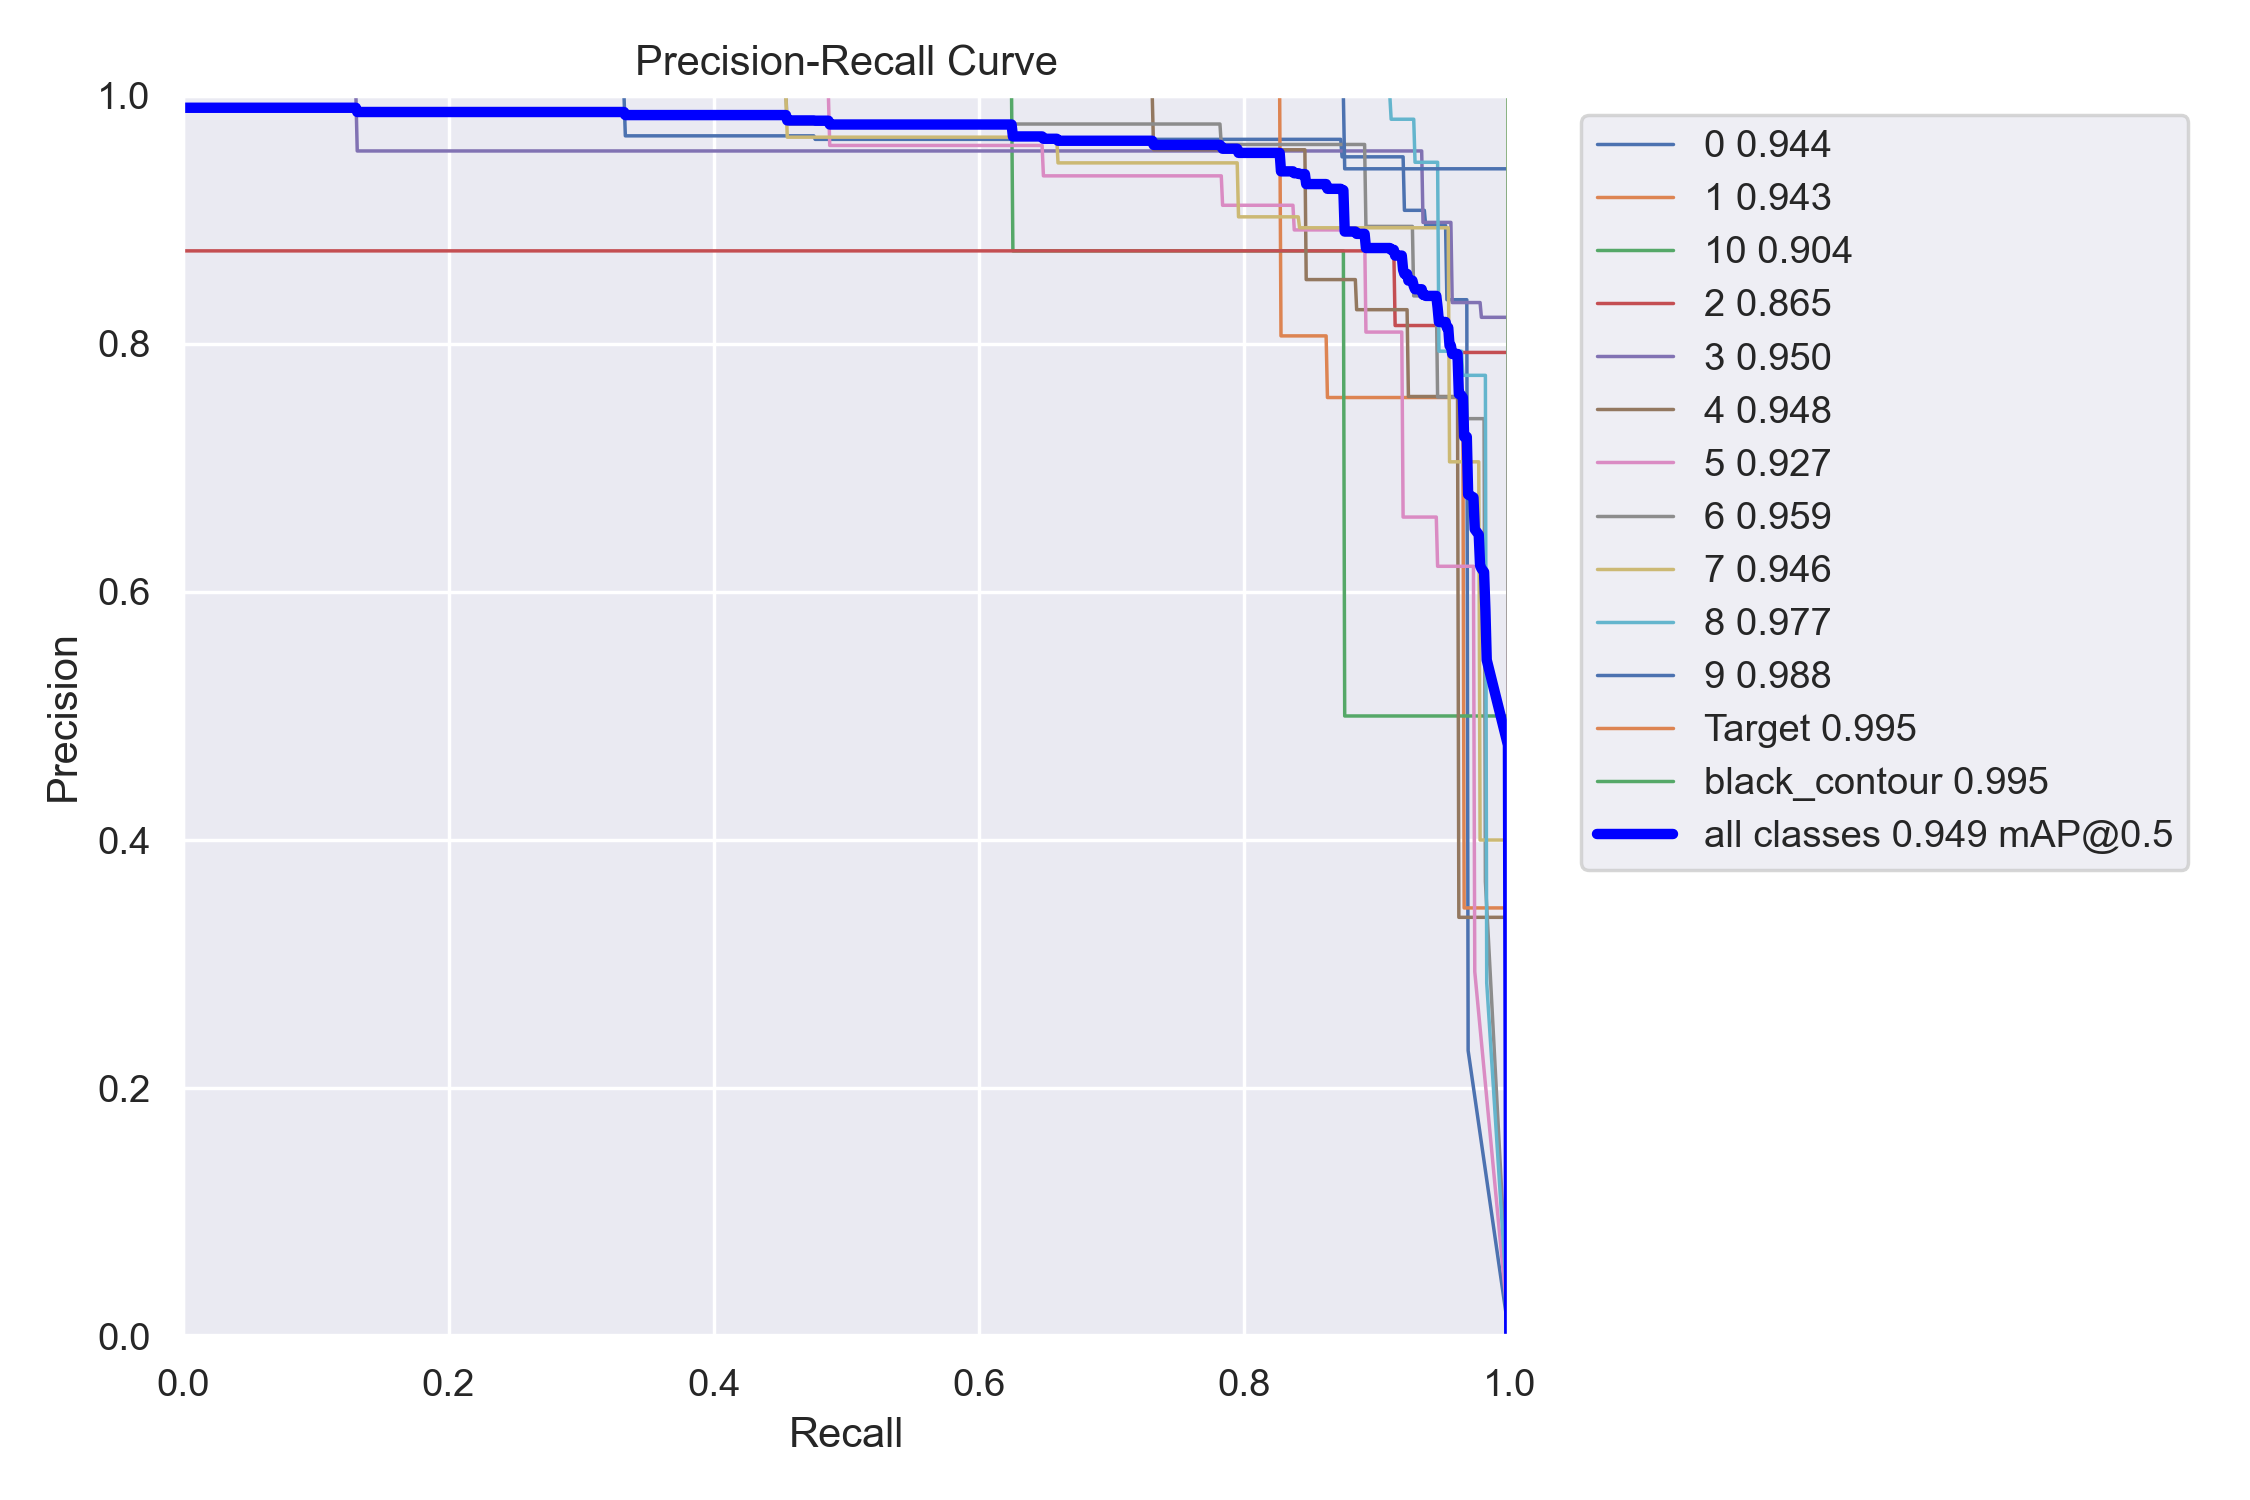 Precision-Recall Curve
1.0
0.8
0.6
0.4
0.2
0.0
Precision
0.0 0.2 0.4 0.6 0.8 1.0
Recall
0 0.944
1 0.943
10 0.904
2 0.865
3 0.950
4 0.948
5 0.927
6 0.959
7 0.946
8 0.977
9 0.988
Target 0.995
black_contour 0.995
all classes 0.949 mAP@0.5